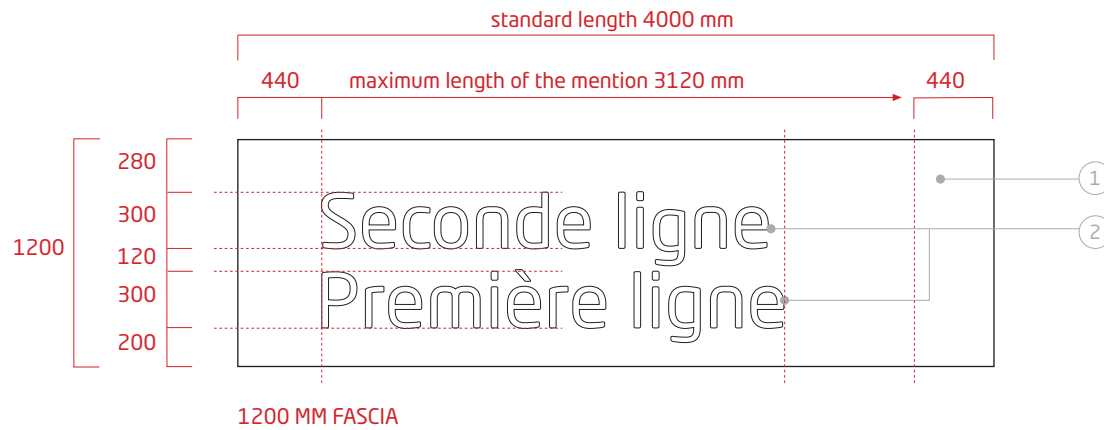 standard length 4000 mm
440 maximum length of the mention 3120 mm 440
280
1
300 Seconde ligne
2
1200 120
300 Première ligne
200
1200 MM FASCIA